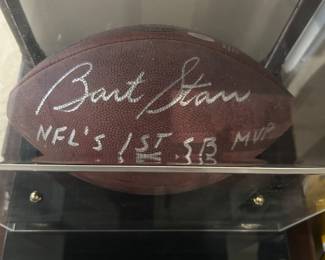 Bart Starr
NFL'S 1ST SB MVP